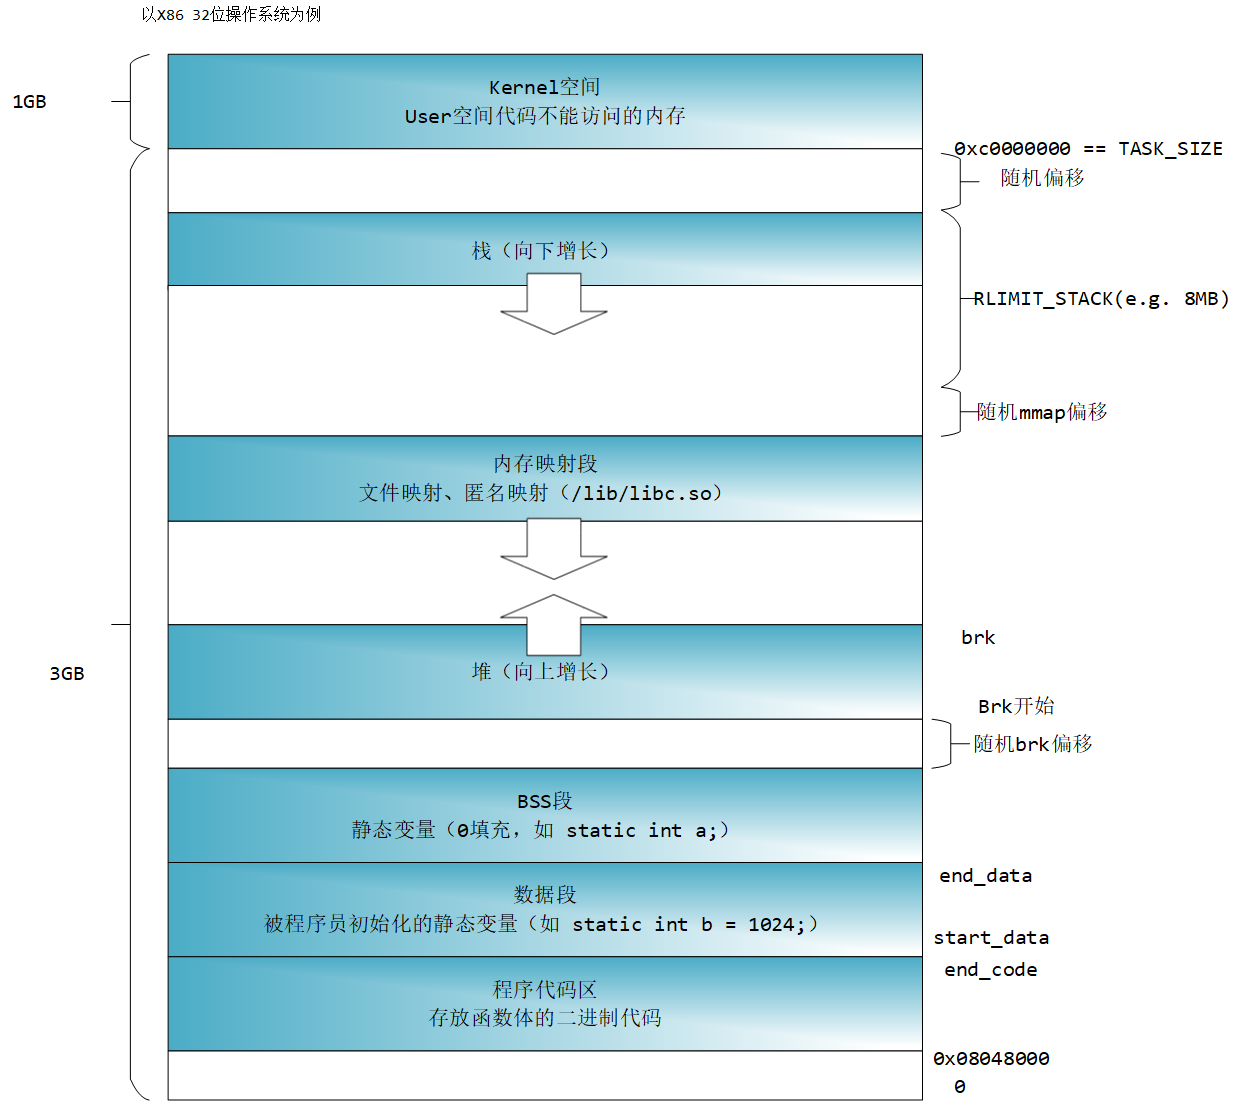 以X86 32位操作系统为例
1GB
Kernel空间
User空间代码不能访问的内存
0xc0000000 == TASK_SIZE
随机偏移
栈（向下增长）
RLIMIT_STACK(e.g. 8MB)
随机mmap偏移
内存映射段
文件映射、匿名映射（/lib/libc.so）
brk
3GB
堆（向上增长）
Brk开始
随机brk偏移
BSS段
静态变量（0填充，如 static int a;）
end_data
数据段
被程序员初始化的静态变量（如 static int b = 1024;）
start_data
end_code
程序代码区
存放函数体的二进制代码
0x08048000
0